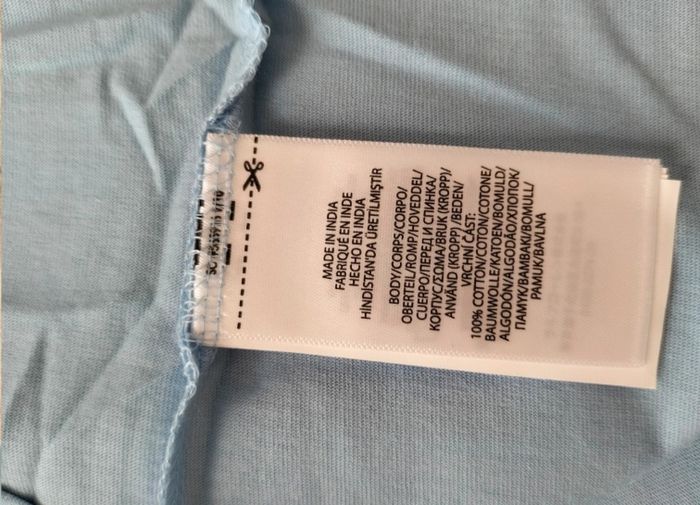 MADE IN INDIA
FABRIQUÉ EN INDE
HECHO EN INDIA
HİNDİSTAN'DA ÜRETİLMİŞTİR
BODY/CORPS/CORPO/
OBERTEIL/ROMP/HOVEDDEL/
CUERPO/ПЕРЕД И СПИНКА/
КОРПУС/ΣΩΜΑ/BRUK (KROPP)/
ANVÄND (KROPP) /BEDEN/
VRCHNÍ ČÁST:
100% COTTON/COTON/COTONE/
BAUMWOLLE/KATOEN/BOMULD/
ALGODÓN/ALGODÃO/ХЛОПОК/
ПАМУК/ΒΑΜΒΑΚΙ/BOMULL/
PAMUK/BAVLNA